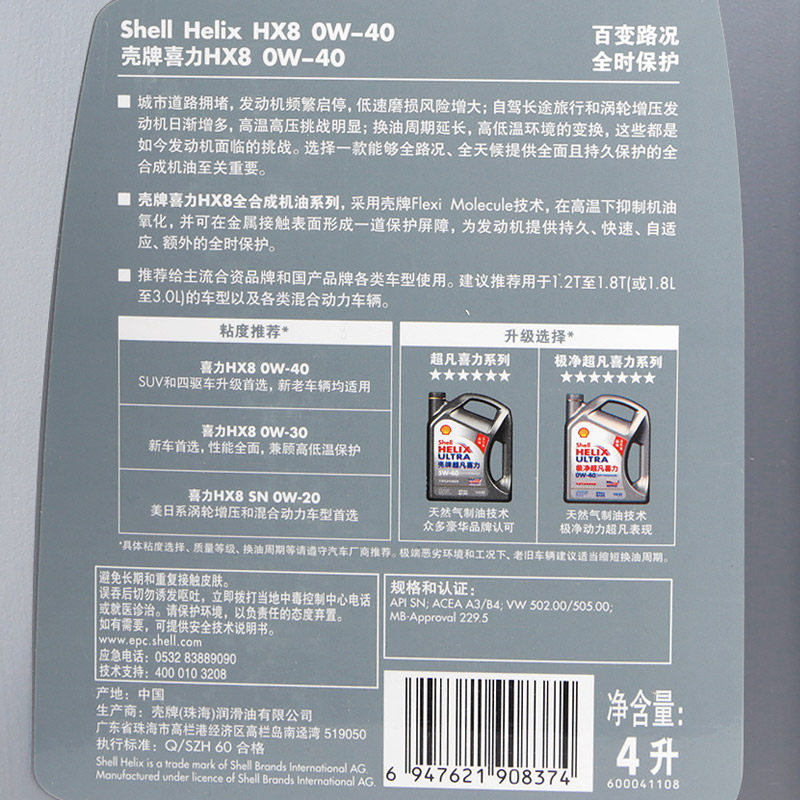 Shell Helix HX8 0W-40
壳牌喜力HX8 0W-40
百变路况
全时保护
■ 城市道路拥堵，发动机频繁启停，低速磨损风险增大；自驾长途旅行和涡轮增压发
动机日渐增多，高温高压挑战明显；换油周期延长，高低温环境的变换，这些都是
如今发动机面临的挑战。选择一款能够全路况、全天候提供全面且持久保护的全
合成机油至关重要。
■ 壳牌喜力HX8全合成机油系列，采用壳牌Flexi Molecule技术，在高温下抑制机油
氧化，并可在金属接触表面形成一道保护屏障，为发动机提供持久、快速、自适
应、额外的全时保护。
■ 推荐给主流合资品牌和国产品牌各类车型使用。建议推荐用于1.2T至1.8T(或1.8L
至3.0L)的车型以及各类混合动力车辆。
粘度推荐*
喜力HX8 0W-40
SUV和四驱车升级首选，新老车辆均适用
喜力HX8 0W-30
新车首选，性能全面，兼顾高低温保护
喜力HX8 SN 0W-20
美日系涡轮增压和混合动力车型首选
升级选择*
超凡喜力系列
★★★★★★
Shell
HELIX
ULTRA
壳牌超凡喜力
5W-40
天然气制油技术
众多豪华品牌认可
极净超凡喜力系列
★★★★★★★
Shell
HELIX
ULTRA
极净超凡喜力
0W-40
天然气制油技术
极净动力超凡表现
*具体粘度选择、质量等级、换油周期等请遵守汽车厂商推荐。极端恶劣环境和工况下、老旧车辆建议适当缩短换油周期。
避免长期和重复接触皮肤。
误吞后切勿诱发呕吐，立即拨打当地中毒控制中心电话
或就医诊治。请保护环境，以负责任的态度弃置。
如有需要，可提供安全技术说明书。
www.epc.shell.com
应急电话：0532 83889090
技术支持：400 010 3208
规格和认证：
API SN; ACEA A3/B4; VW 502.00/505.00;
MB-Approval 229.5
产地：中国
生产商：壳牌(珠海)润滑油有限公司
广东省珠海市高栏港经济区高栏岛南迳湾 519050
执行标准：Q/SZH 60 合格
Shell Helix is a trade mark of Shell Brands International AG.
Manufactured under licence of Shell Brands International AG.
6 947621 908374
净含量：
4升
600041108